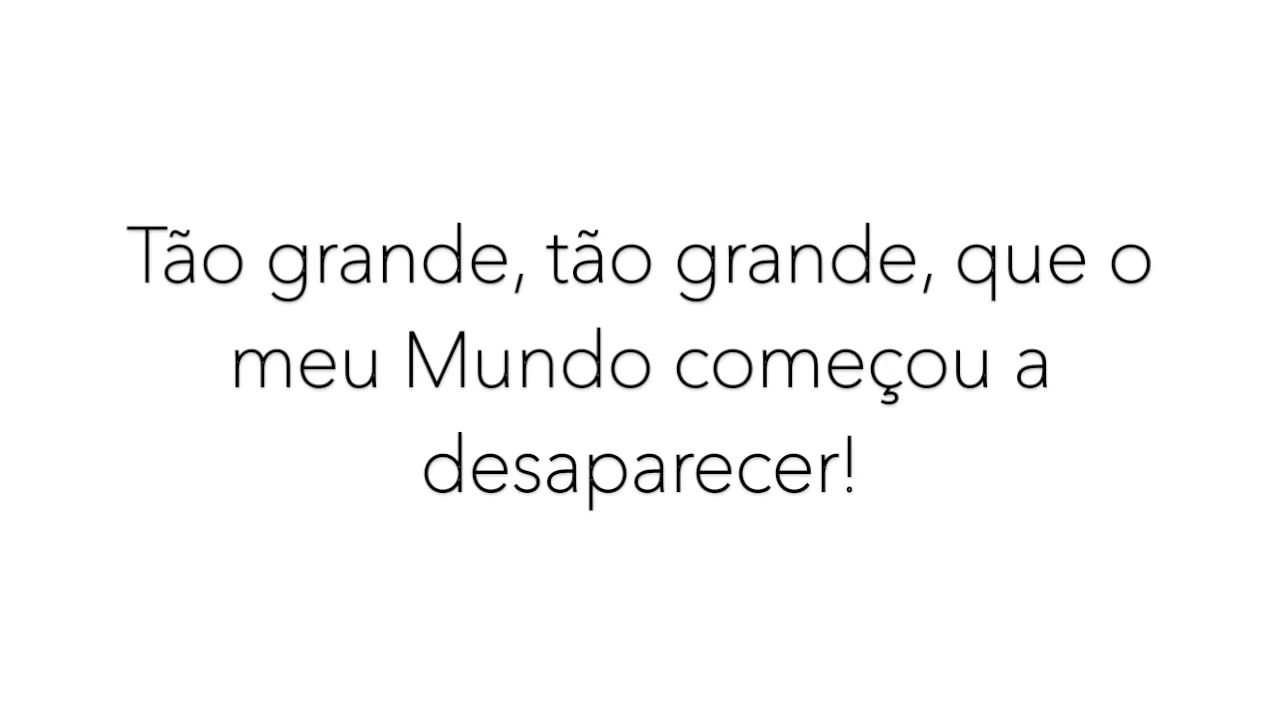 Tão grande, tão grande, que o
meu Mundo começou a
desaparecer!